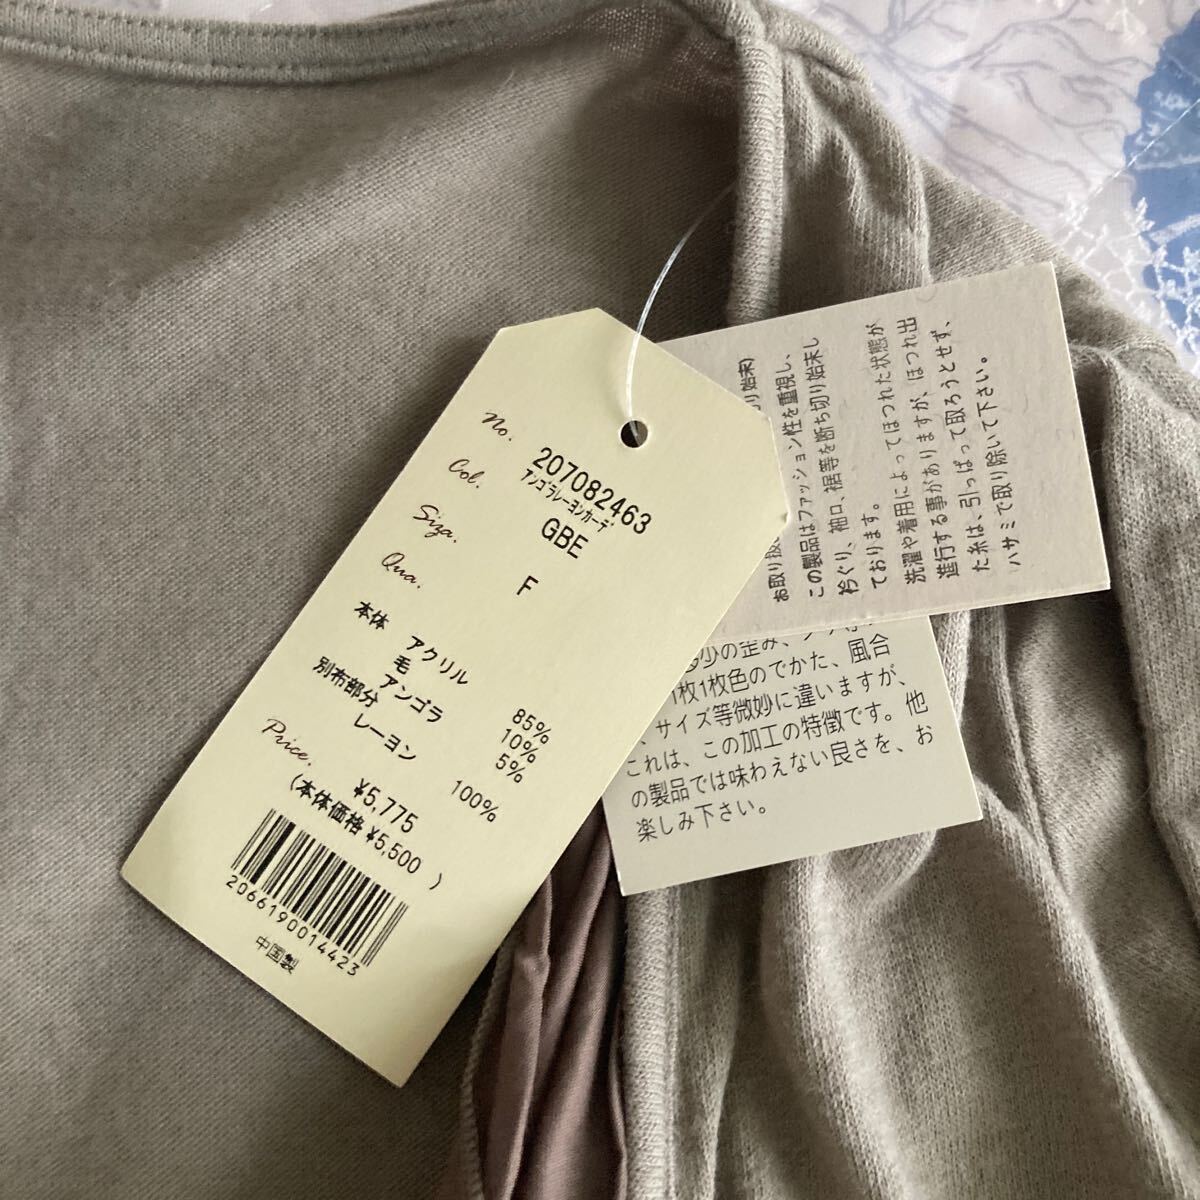 No. 207082463
アンゴラレーヨンカーデ
Col. GBE
Siza. F
Qua.
本体 アクリル 85%
毛 10%
アンゴラ 5%
別布部分
レーヨン 100%
Price. ¥5,775
(本体価格 ¥5,500 )
2066190014423
中国製
り始末)
お取り扱
この製品はファッション性を重視し、
衿ぐり、袖口、裾等を断ち切り始末し
ております。
洗濯や着用によってほつれた状態が
進行する事がありますが、ほつれ出
た糸は、引っぱって取ろうとせず、
ハサミで取り除いて下さい。
少の歪み、
1枚1枚色のでかた、風合
、サイズ等微妙に違いますが、
これは、この加工の特徴です。他
の製品では味わえない良さを、お
楽しみ下さい。